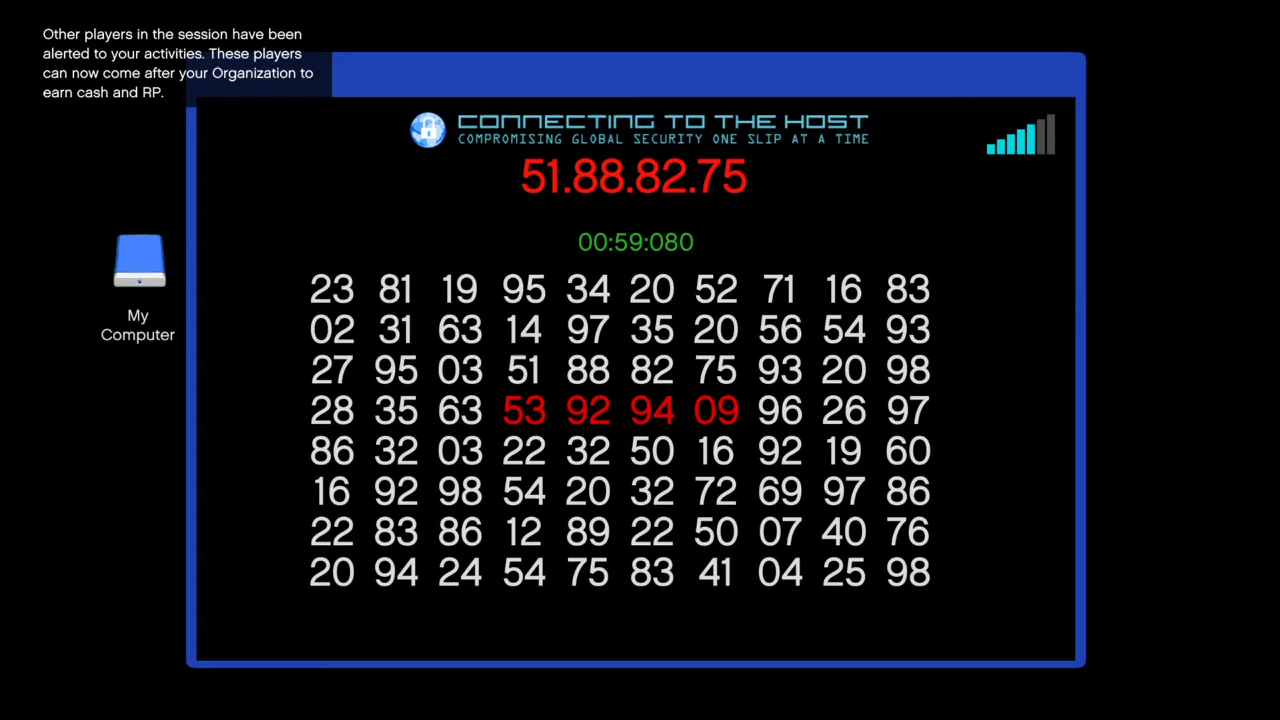 Other players in the session have been
alerted to your activities. These players
can now come after your Organization to
earn cash and RP.
CONNECTING TO THE HOST
COMPROMISING GLOBAL SECURITY ONE SLIP AT A TIME
51.88.82.75
00:59:080
My
Computer
23 81 19 95 34 20 52 71 16 83
02 31 63 14 97 35 20 56 54 93
27 95 03 51 88 82 75 93 20 98
28 35 63 53 92 94 09 96 26 97
86 32 03 22 32 50 16 92 19 60
16 92 98 54 20 32 72 69 97 86
22 83 86 12 89 22 50 07 40 76
20 94 24 54 75 83 41 04 25 98